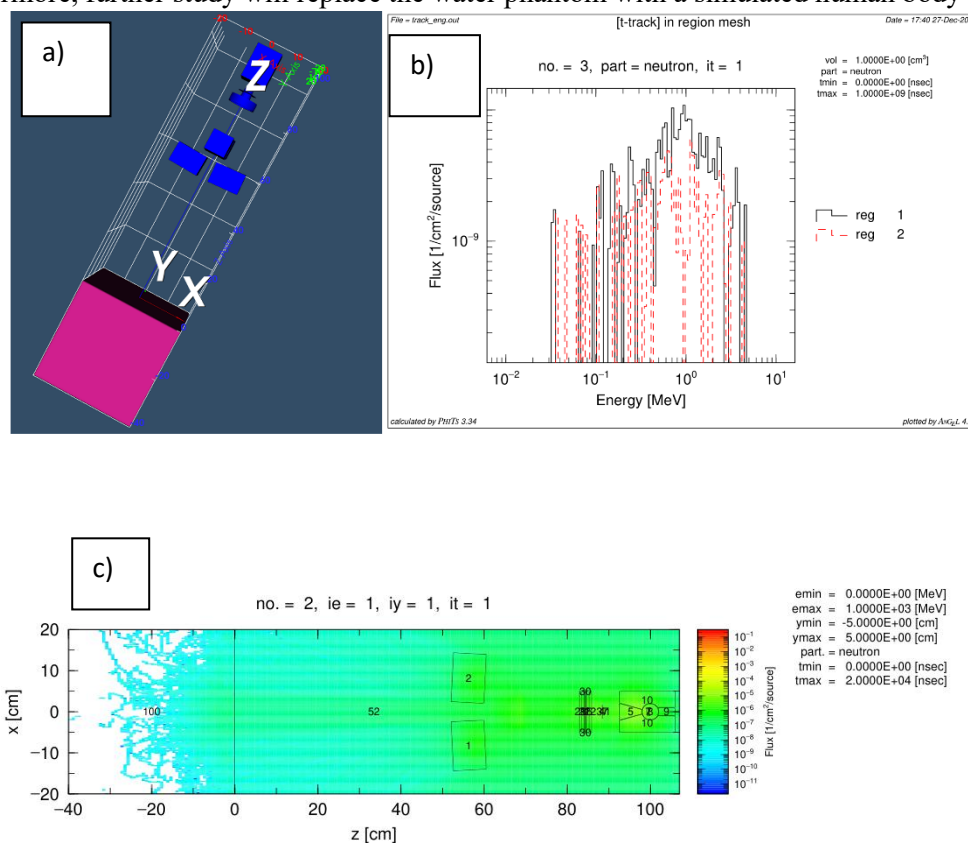 rmore, further study will replace the water phantom with a simulated human body
a)
Z
Y
X
b)
File = track_eng.out
[t-track] in region mesh
Date = 17:40 27-Dec-20
no. = 3, part = neutron, it = 1
vol = 1.0000E+00 [cm³]
part = neutron
tmin = 0.0000E+00 [nsec]
tmax = 1.0000E+09 [nsec]
Flux [1/cm²/source]
10⁻⁹
reg 1
reg 2
10⁻² 10⁻¹ 10⁰ 10¹
Energy [MeV]
calculated by PHITS 3.34
plotted by ANGEL 4.
c)
no. = 2, ie = 1, iy = 1, it = 1
emin = 0.0000E+00 [MeV]
emax = 1.0000E+03 [MeV]
ymin = -5.0000E+00 [cm]
ymax = 5.0000E+00 [cm]
part. = neutron
tmin = 0.0000E+00 [nsec]
tmax = 2.0000E+04 [nsec]
x [cm]
20
10
0
−10
−20
100
52
2
1
30
30
10
5
7
8
9
10
10⁻¹
10⁻²
10⁻³
10⁻⁴
10⁻⁵
10⁻⁶
10⁻⁷
10⁻⁸
10⁻⁹
10⁻¹⁰
10⁻¹¹
Flux [1/cm²/source]
−40 −20 0 20 40 60 80 100
z [cm]